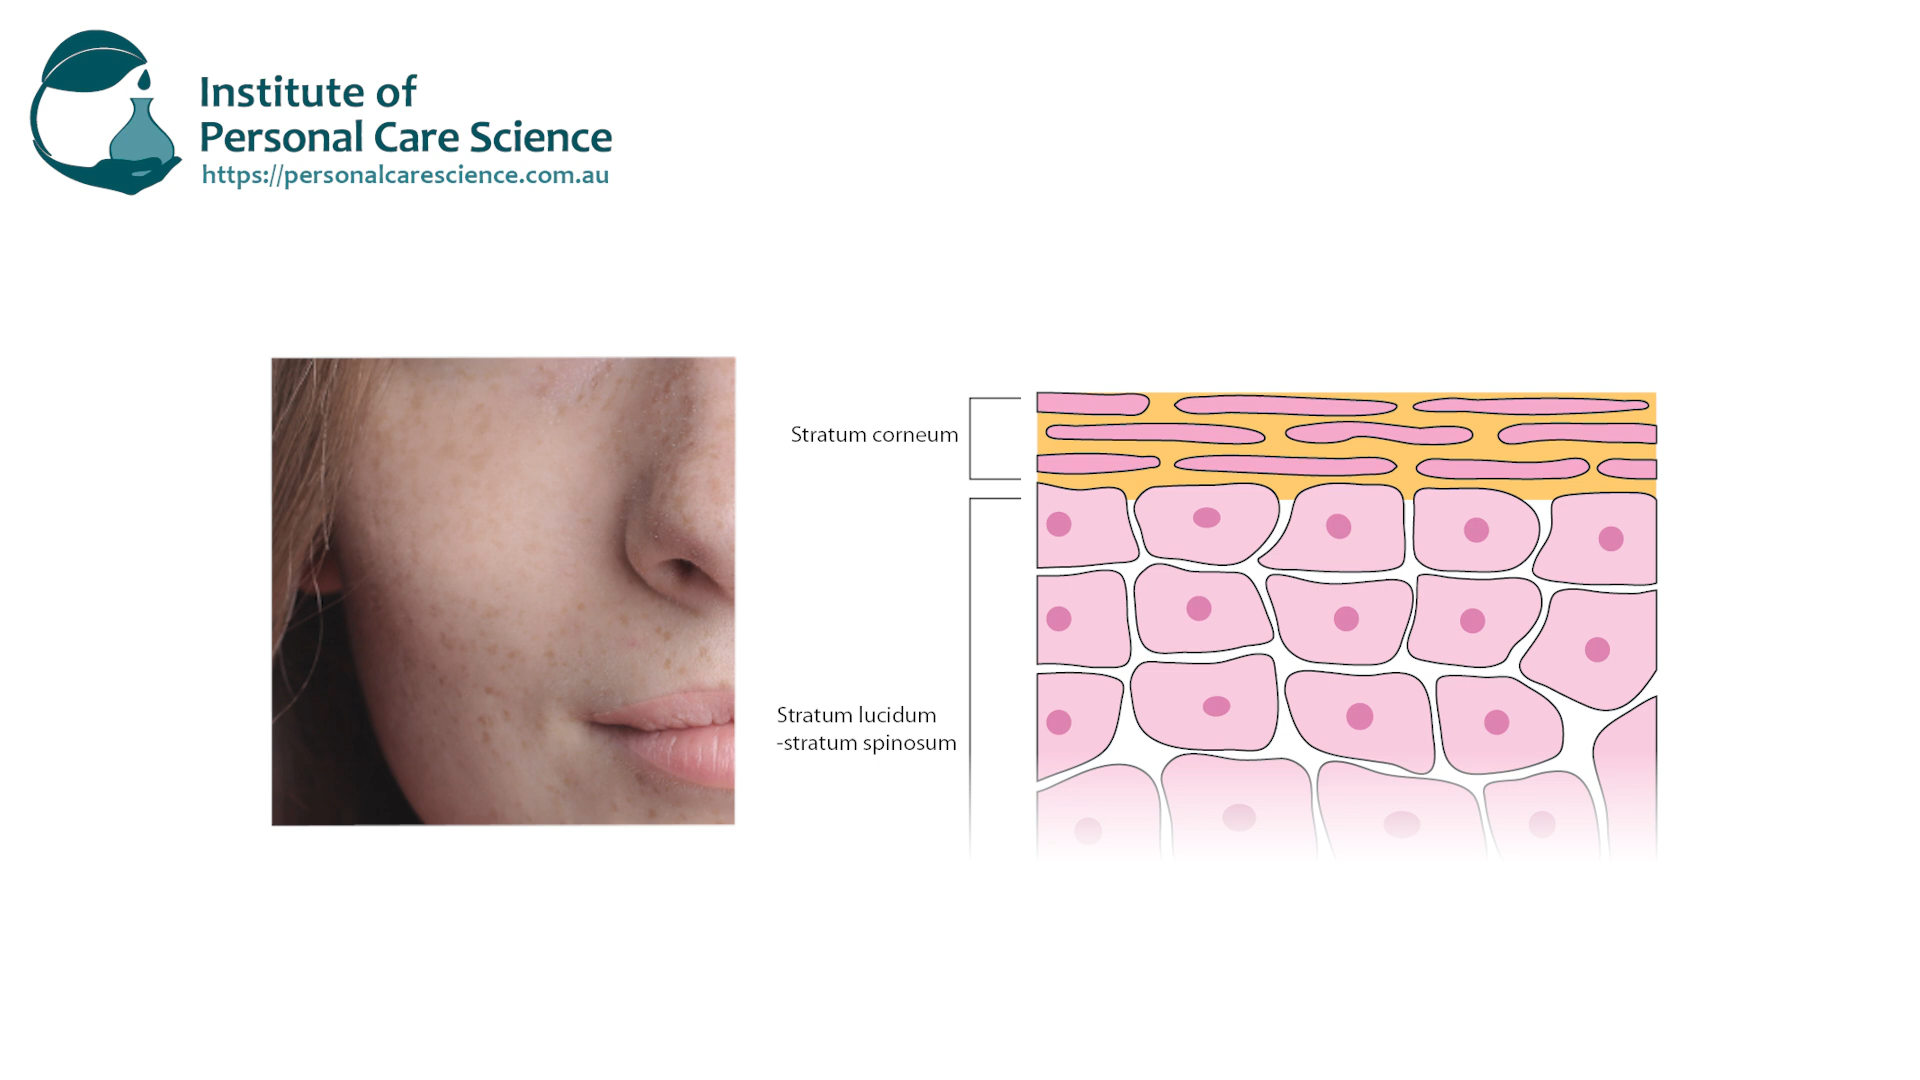 Institute of
Personal Care Science
https://personalcarescience.com.au
Stratum corneum
Stratum lucidum
-stratum spinosum